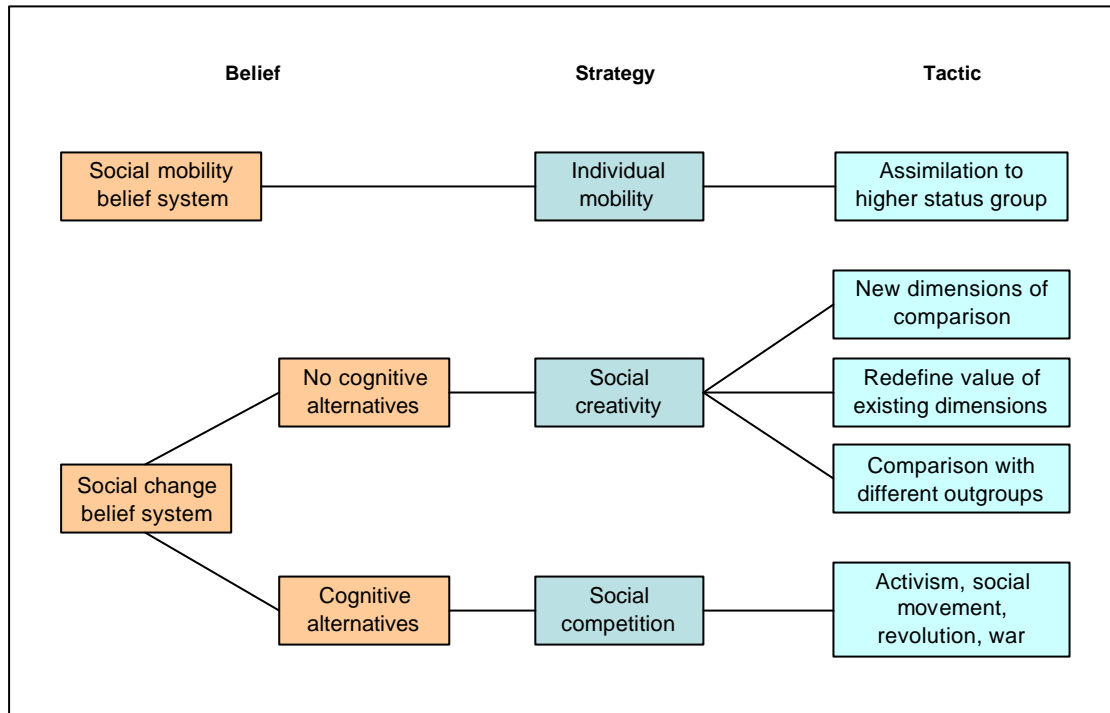 Belief
Strategy
Tactic
Social mobility
belief system
Individual
mobility
Assimilation to
higher status group
New dimensions of
comparison
No cognitive
alternatives
Social
creativity
Redefine value of
existing dimensions
Comparison with
different outgroups
Social change
belief system
Cognitive
alternatives
Social
competition
Activism, social
movement,
revolution, war